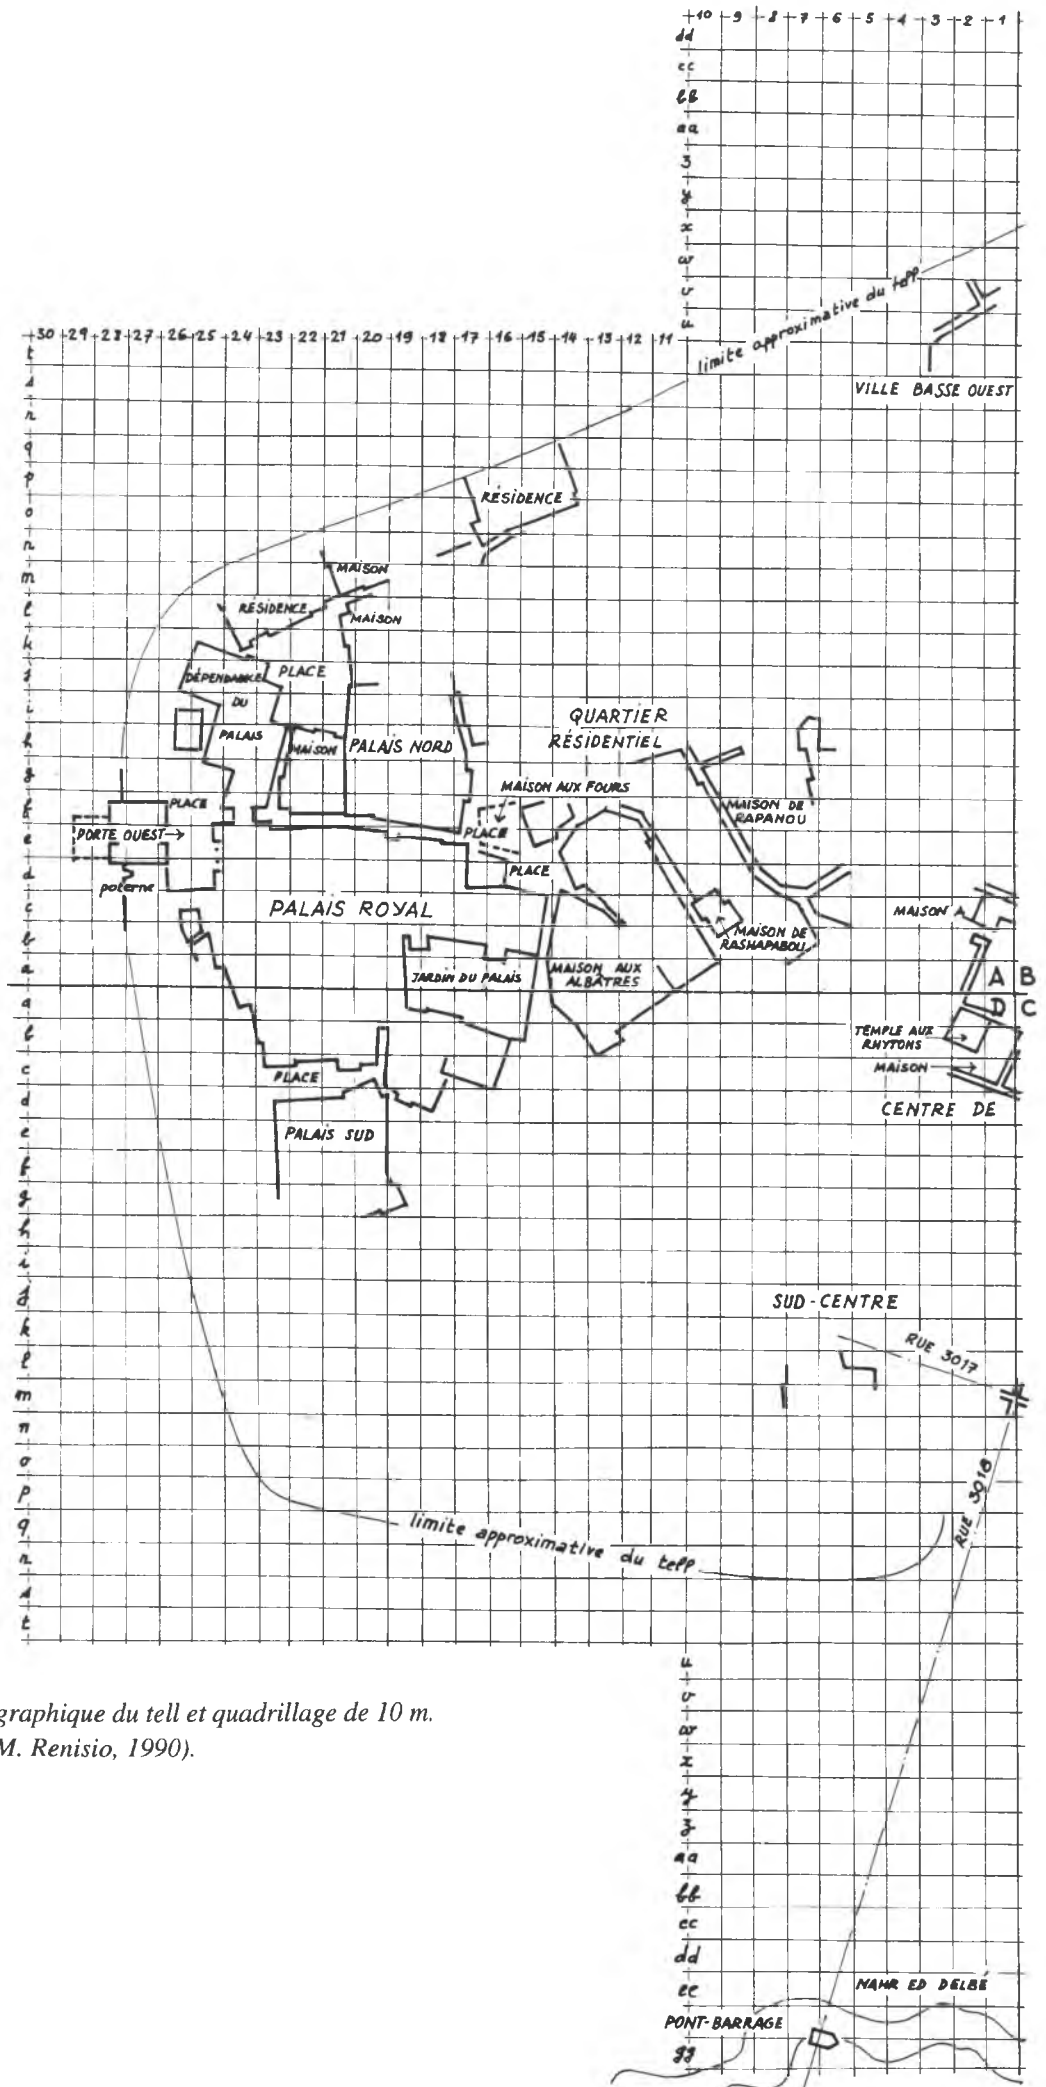 +10+9+8+7+6+5+4+3+2+1
dd
cc
bb
aa
z
y
x
w
v
u
limite approximative du tell
VILLE BASSE OUEST
+30+29+28+27+26+25+24+23+22+21+20+19+18+17+16+15+14+13+12+11
t
s
r
q
p
o
n
m
l
k
j
i
h
g
f
e
d
c
b
a
RÉSIDENCE
MAISON
RÉSIDENCE
MAISON
DÉPENDANCE
DU
PALAIS
PLACE
MAISON
PALAIS NORD
QUARTIER
RÉSIDENTIEL
MAISON AUX FOURS
PLACE
PORTE OUEST→
poterne
PLACE
PLACE
MAISON DE
RAPANOU
PALAIS ROYAL
MAISON DE
RASHAPABOU
MAISON A
JARDIN DU PALAIS
MAISON AUX
ALBÂTRES
A B
D C
a
b
c
d
e
f
g
h
i
j
k
l
m
n
o
p
q
r
s
t
TEMPLE AUX
RHYTONS
MAISON
CENTRE DE
PLACE
PALAIS SUD
SUD-CENTRE
RUE 3017
RUE 3018
limite approximative du tell
u
v
w
x
y
z
aa
bb
cc
dd
ee
gg
graphique du tell et quadrillage de 10 m.
M. Renisio, 1990).
NAHR ED DELBÉ
PONT-BARRAGE